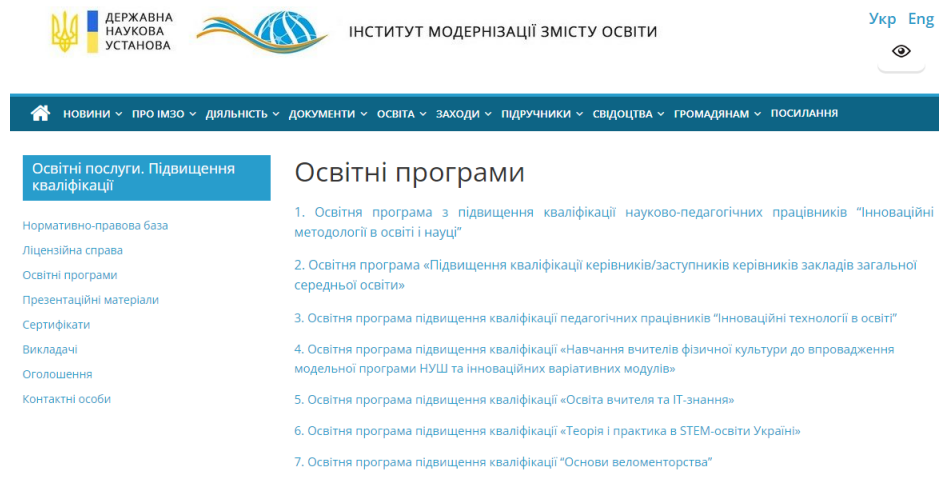 ДЕРЖАВНА
НАУКОВА
УСТАНОВА
ІНСТИТУТ МОДЕРНІЗАЦІЇ ЗМІСТУ ОСВІТИ
Укр Eng
НОВИНИ ПРО ІМЗО ДІЯЛЬНІСТЬ ДОКУМЕНТИ ОСВІТА ЗАХОДИ ПІДРУЧНИКИ СВІДОЦТВА ГРОМАДЯНАМ ПОСИЛАННЯ
Освітні послуги. Підвищення
кваліфікації
Нормативно-правова база
Ліцензійна справа
Освітні програми
Презентаційні матеріали
Сертифікати
Викладачі
Оголошення
Контактні особи
Освітні програми
1. Освітня програма з підвищення кваліфікації науково-педагогічних працівників “Інноваційні
методології в освіті і науці”
2. Освітня програма «Підвищення кваліфікації керівників/заступників керівників закладів загальної
середньої освіти»
3. Освітня програма підвищення кваліфікації педагогічних працівників “Інноваційні технології в освіті”
4. Освітня програма підвищення кваліфікації «Навчання вчителів фізичної культури до впровадження
модельної програми НУШ та інноваційних варіативних модулів»
5. Освітня програма підвищення кваліфікації «Освіта вчителя та ІТ-знання»
6. Освітня програма підвищення кваліфікації «Теорія і практика в STEM-освіти Україні»
7. Освітня програма підвищення кваліфікації “Основи веломенторства”